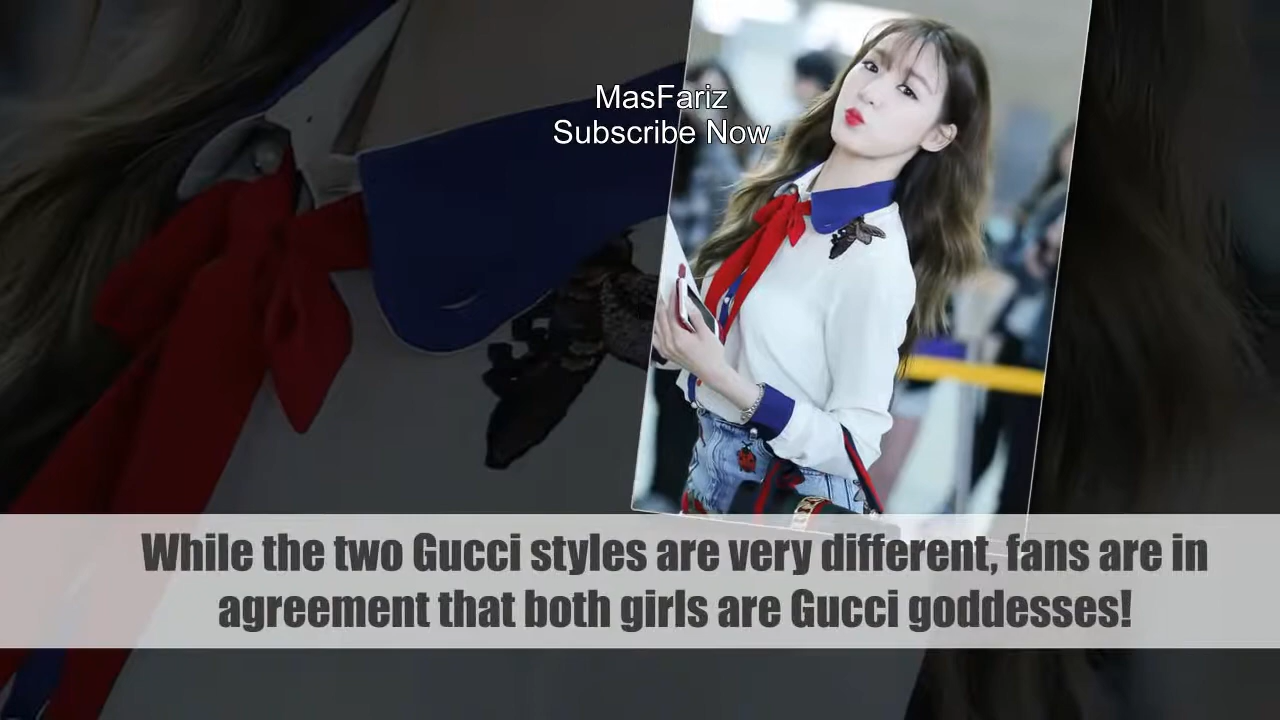 MasFariz
Subscribe Now
While the two Gucci styles are very different, fans are in
agreement that both girls are Gucci goddesses!